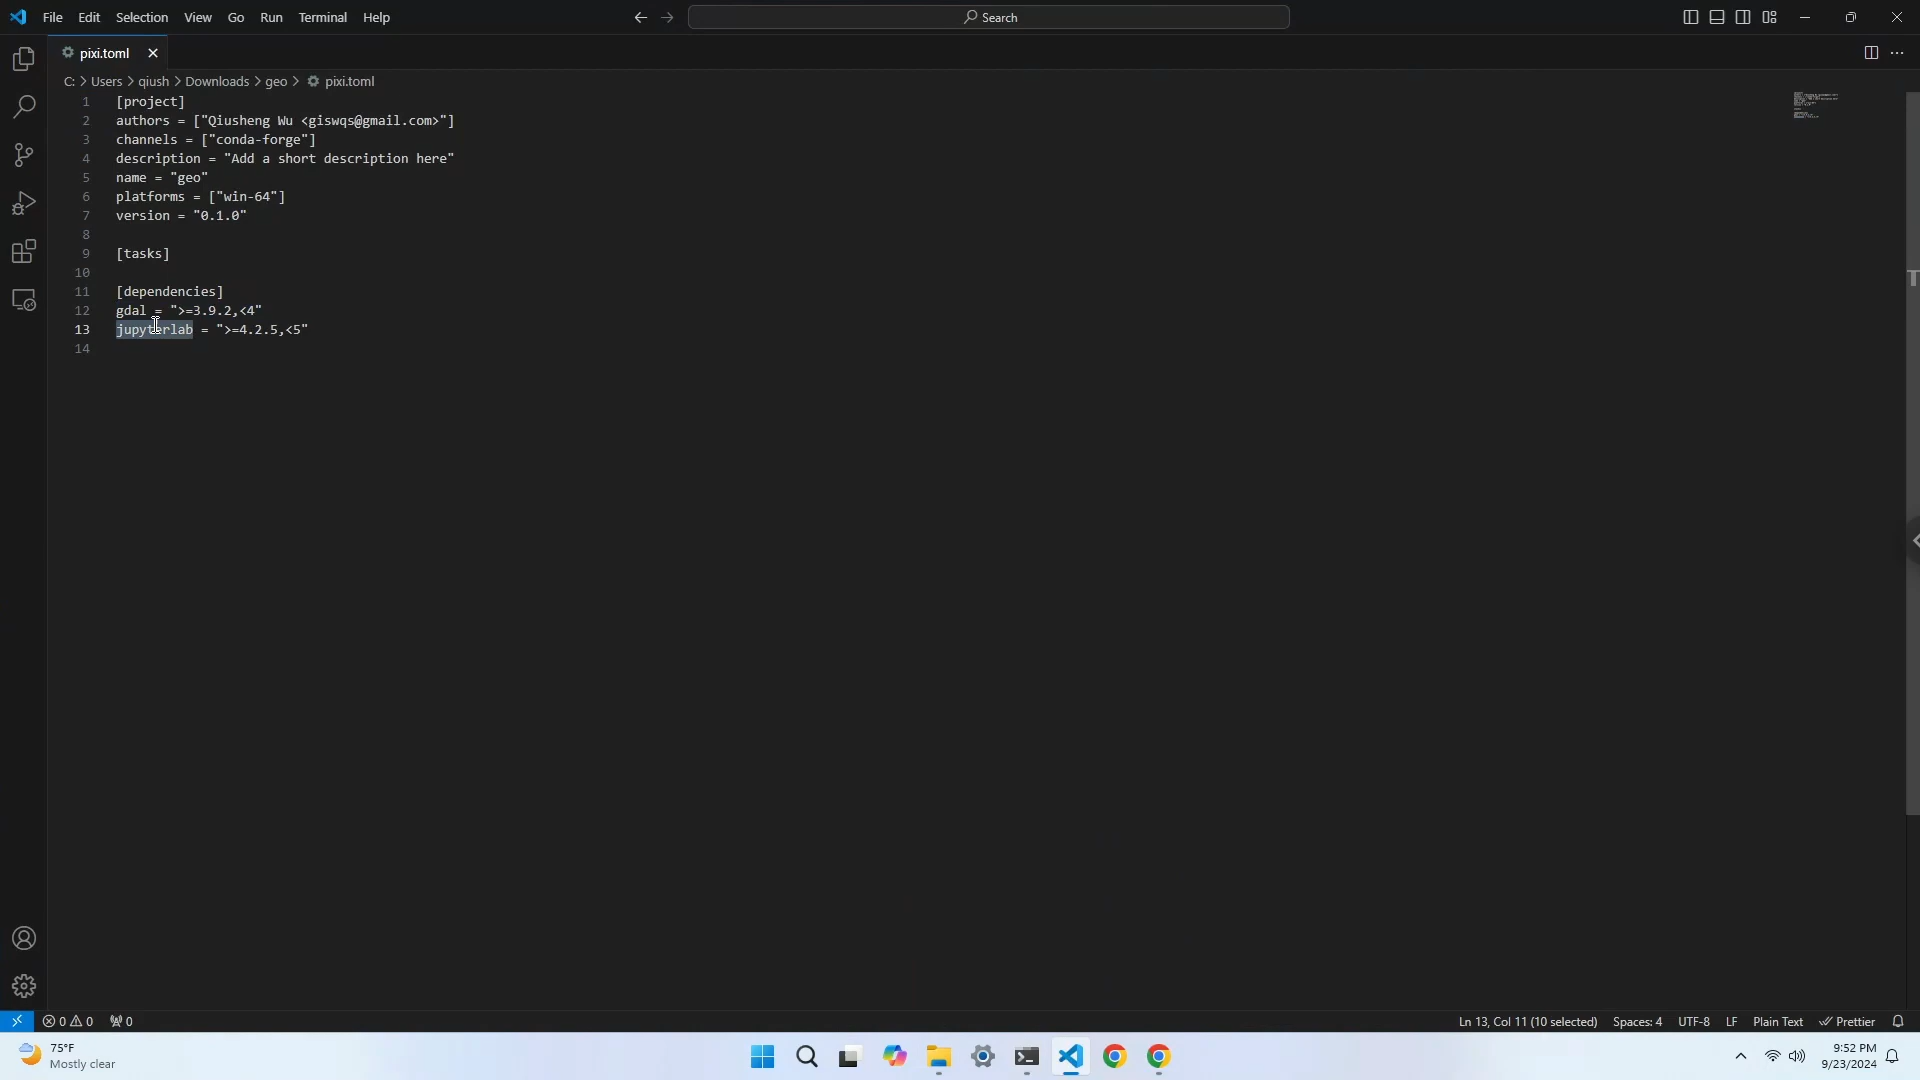 File Edit Selection View Go Run Terminal Help
Search
pixi.toml
C: > Users > qiush > Downloads > geo > pixi.toml
1 [project]
2 authors = ["Qiusheng Wu <giswqs@gmail.com>"]
3 channels = ["conda-forge"]
4 description = "Add a short description here"
5 name = "geo"
6 platforms = ["win-64"]
7 version = "0.1.0"
8
9 [tasks]
10
11 [dependencies]
12 gdal = ">=3.9.2,<4"
13 jupyterlab = ">=4.2.5,<5"
14
0 0 0
Ln 13, Col 11 (10 selected) Spaces: 4 UTF-8 LF Plain Text Prettier
75°F
Mostly clear
9:52 PM
9/23/2024